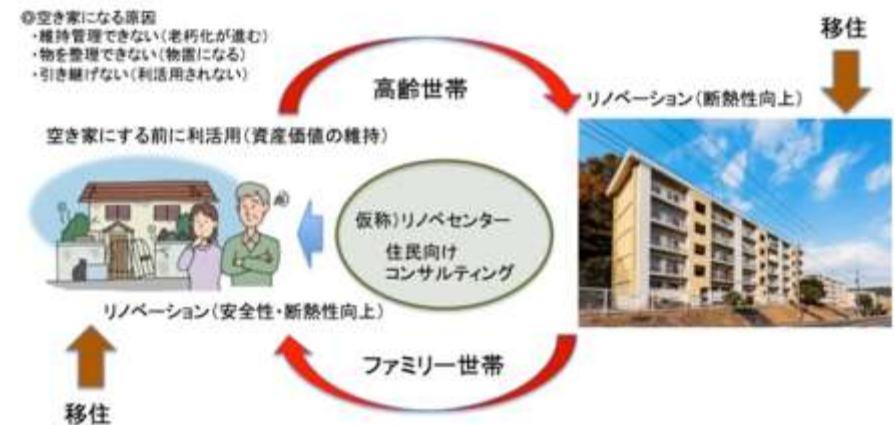 ◎空き家になる原因
・維持管理できない(老朽化が進む)
・物を整理できない(物置になる)
・引き継げない(利活用されない)
移住
高齢世帯
リノベーション(断熱性向上)
空き家にする前に利活用(資産価値の維持)
仮称)リノベセンター
住民向け
コンサルティング
リノベーション(安全性・断熱性向上)
ファミリー世帯
移住